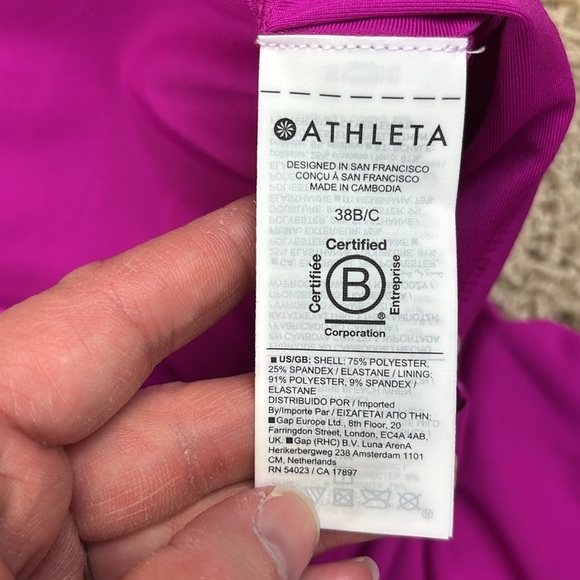 ATHLETA
DESIGNED IN SAN FRANCISCO
CONÇU À SAN FRANCISCO
MADE IN CAMBODIA
38B/C
Certified
Certifiée
B
Entreprise
®
Corporation
■ US/GB: SHELL: 75% POLYESTER,
25% SPANDEX / ELASTANE / LINING:
91% POLYESTER, 9% SPANDEX /
ELASTANE
DISTRIBUIDO POR / Imported
By/Importe Par / ΕΙΣΑΓΕΤΑΙ ΑΠΟ ΤΗΝ:
■ Gap Europe Ltd., 8th Floor, 20
Farringdon Street, London, EC4A 4AB,
UK. ■ Gap (RHC) B.V. Luna ArenA
Herikerbergweg 238 Amsterdam 1101
CM, Netherlands
RN 54023 / CA 17897